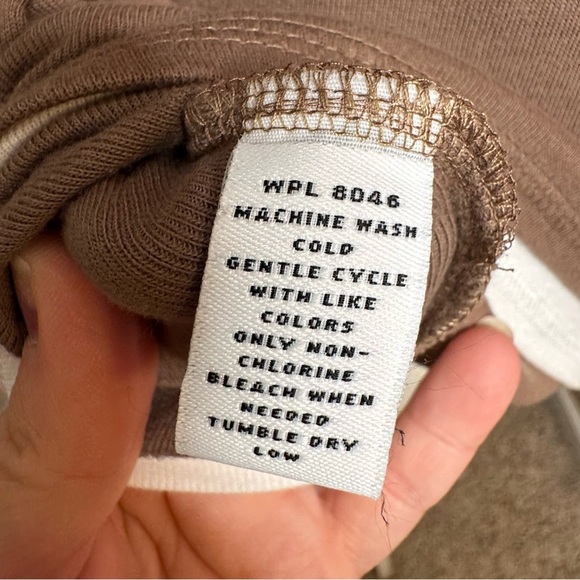 WPL 8046
MACHINE WASH
COLD
GENTLE CYCLE
WITH LIKE
COLORS
ONLY NON-
CHLORINE
BLEACH WHEN
NEEDED
TUMBLE DRY
LOW